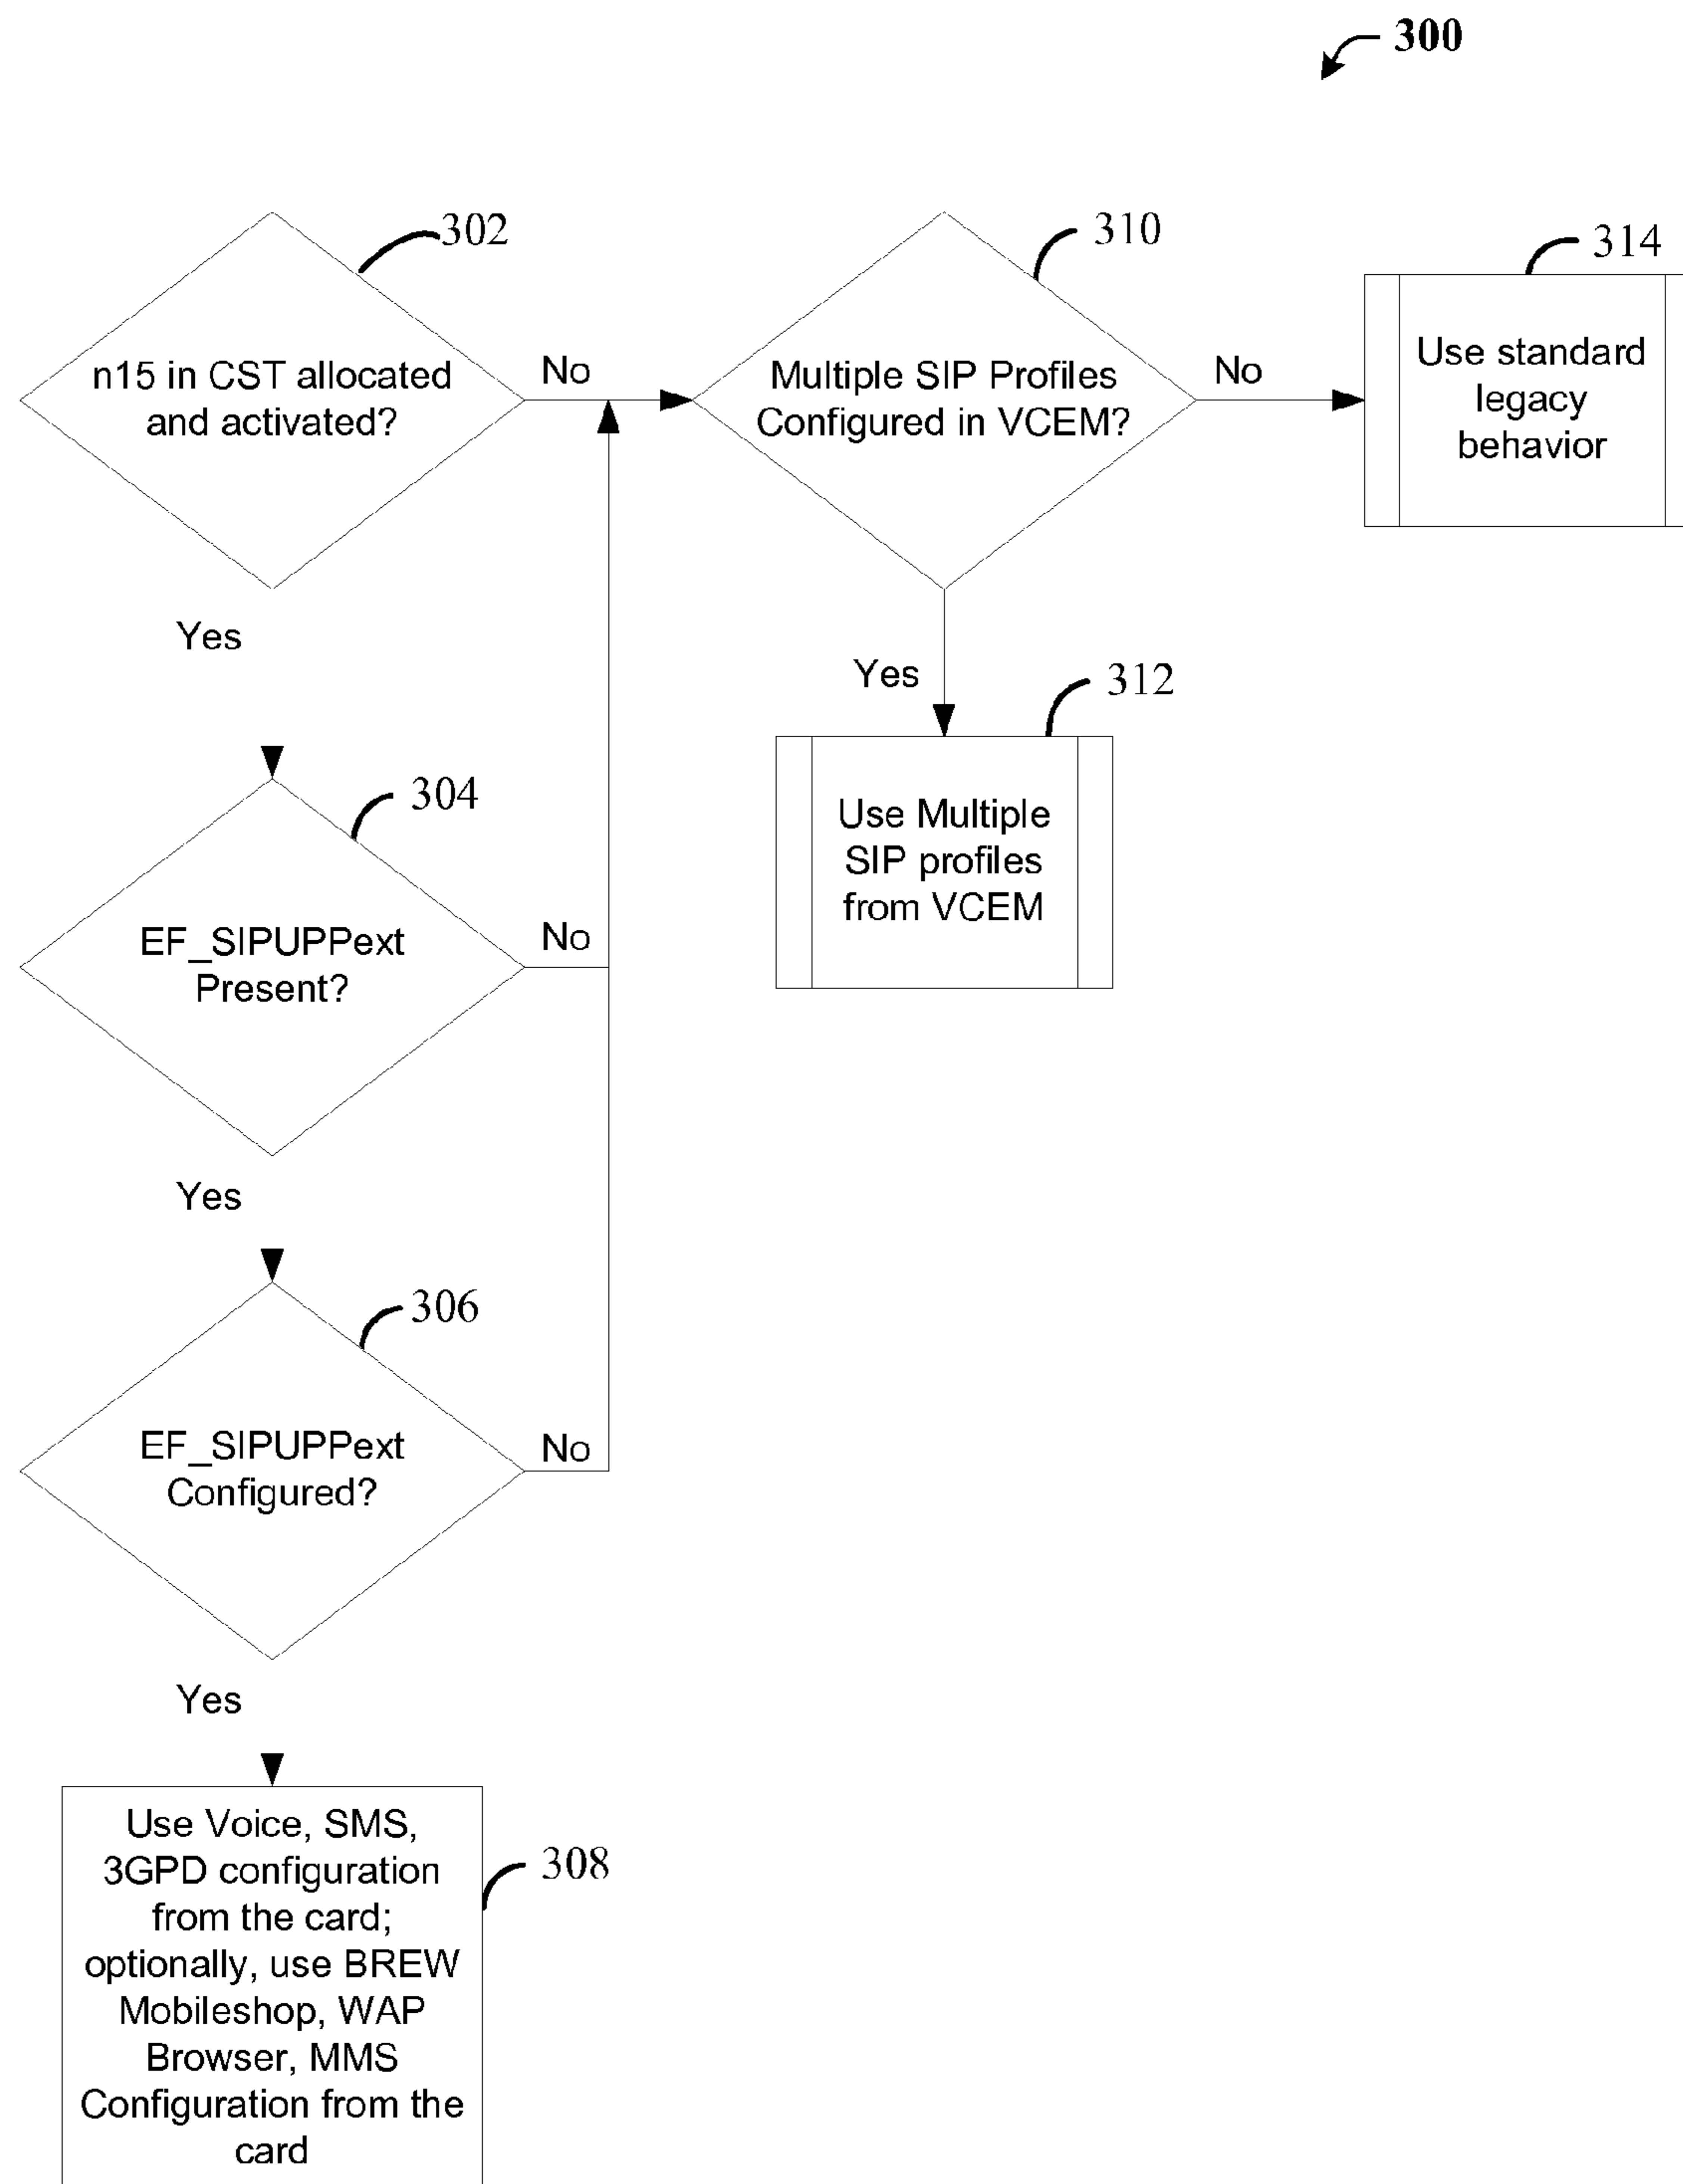 300
302
n15 in CST allocated
and activated?
No
310
Multiple SIP Profiles
Configured in VCEM?
No
314
Use standard
legacy
behavior
Yes
Yes
312
Use Multiple
SIP profiles
from VCEM
304
EF_SIPUPPext
Present?
No
Yes
306
EF_SIPUPPext
Configured?
No
Yes
308
Use Voice, SMS,
3GPD configuration
from the card;
optionally, use BREW
Mobileshop, WAP
Browser, MMS
Configuration from the
card